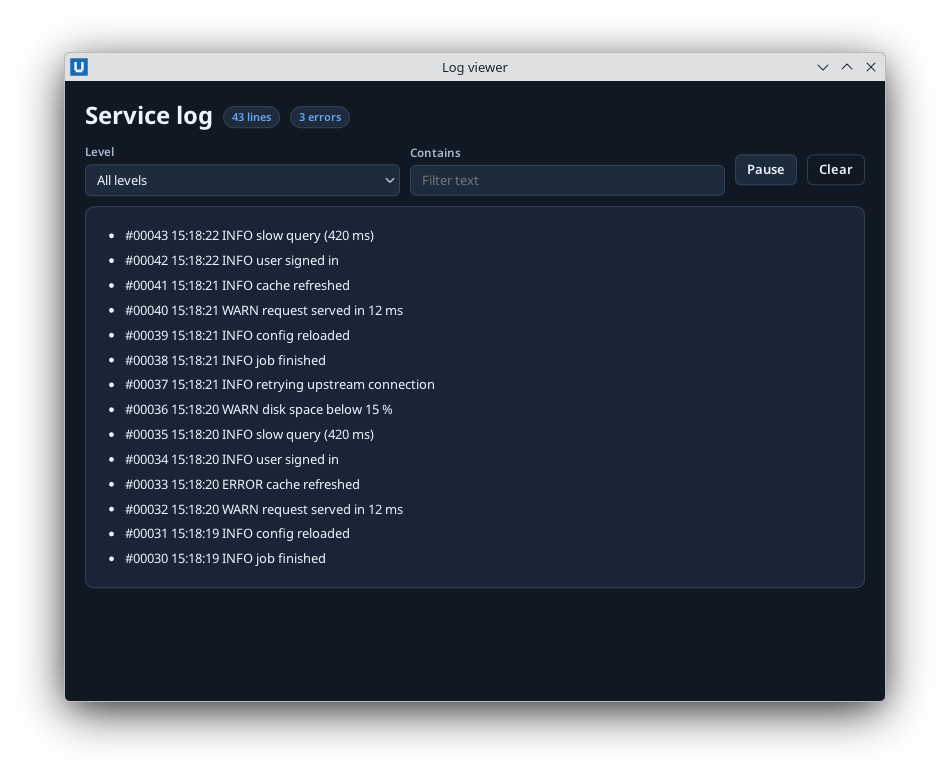 Log viewer
Service log 43 lines 3 errors
Level
Contains
All levels
Filter text
Pause
Clear
#00043 15:18:22 INFO slow query (420 ms)
#00042 15:18:22 INFO user signed in
#00041 15:18:21 INFO cache refreshed
#00040 15:18:21 WARN request served in 12 ms
#00039 15:18:21 INFO config reloaded
#00038 15:18:21 INFO job finished
#00037 15:18:21 INFO retrying upstream connection
#00036 15:18:20 WARN disk space below 15 %
#00035 15:18:20 INFO slow query (420 ms)
#00034 15:18:20 INFO user signed in
#00033 15:18:20 ERROR cache refreshed
#00032 15:18:20 WARN request served in 12 ms
#00031 15:18:19 INFO config reloaded
#00030 15:18:19 INFO job finished